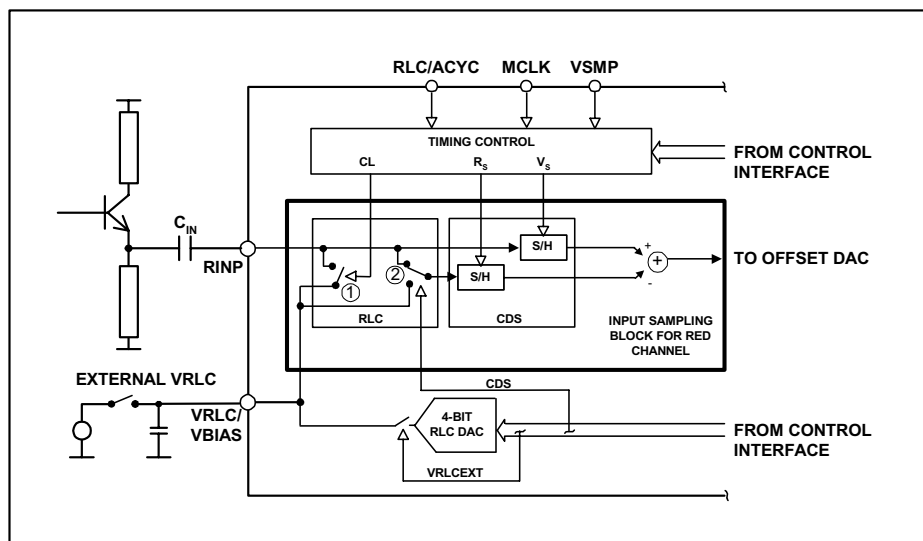 RLC/ACYC MCLK VSMP
TIMING CONTROL
CL RS VS
FROM CONTROL
INTERFACE
CIN
RINP
1
2
S/H
S/H
+
+
-
TO OFFSET DAC
RLC
CDS
INPUT SAMPLING
BLOCK FOR RED
CHANNEL
EXTERNAL VRLC
CDS
VRLC/
VBIAS
4-BIT
RLC DAC
FROM CONTROL
INTERFACE
VRLCEXT